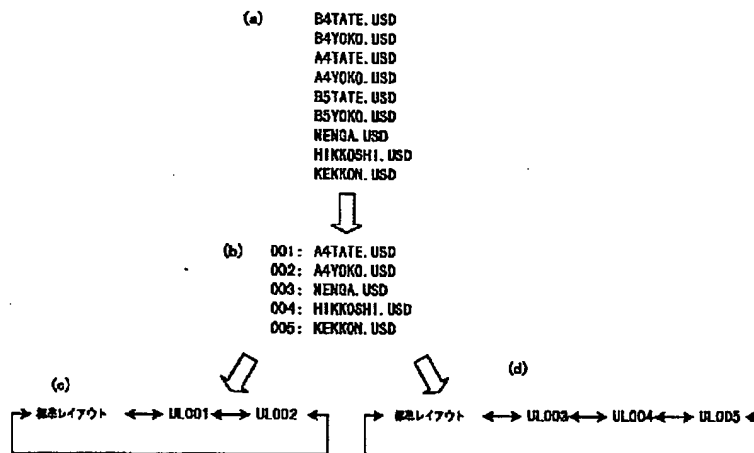 (a)
B4TATE.USD
B4YOKO.USD
A4TATE.USD
A4YOKO.USD
B5TATE.USD
B5YOKO.USD
NENGA.USD
HIKKOSHI.USD
KEKKON.USD
(b)
001: A4TATE.USD
002: A4YOKO.USD
003: NENGA.USD
004: HIKKOSHI.USD
005: KEKKON.USD
(c)
標準レイアウト UL001 UL002
(d)
標準レイアウト UL003 UL004 UL005